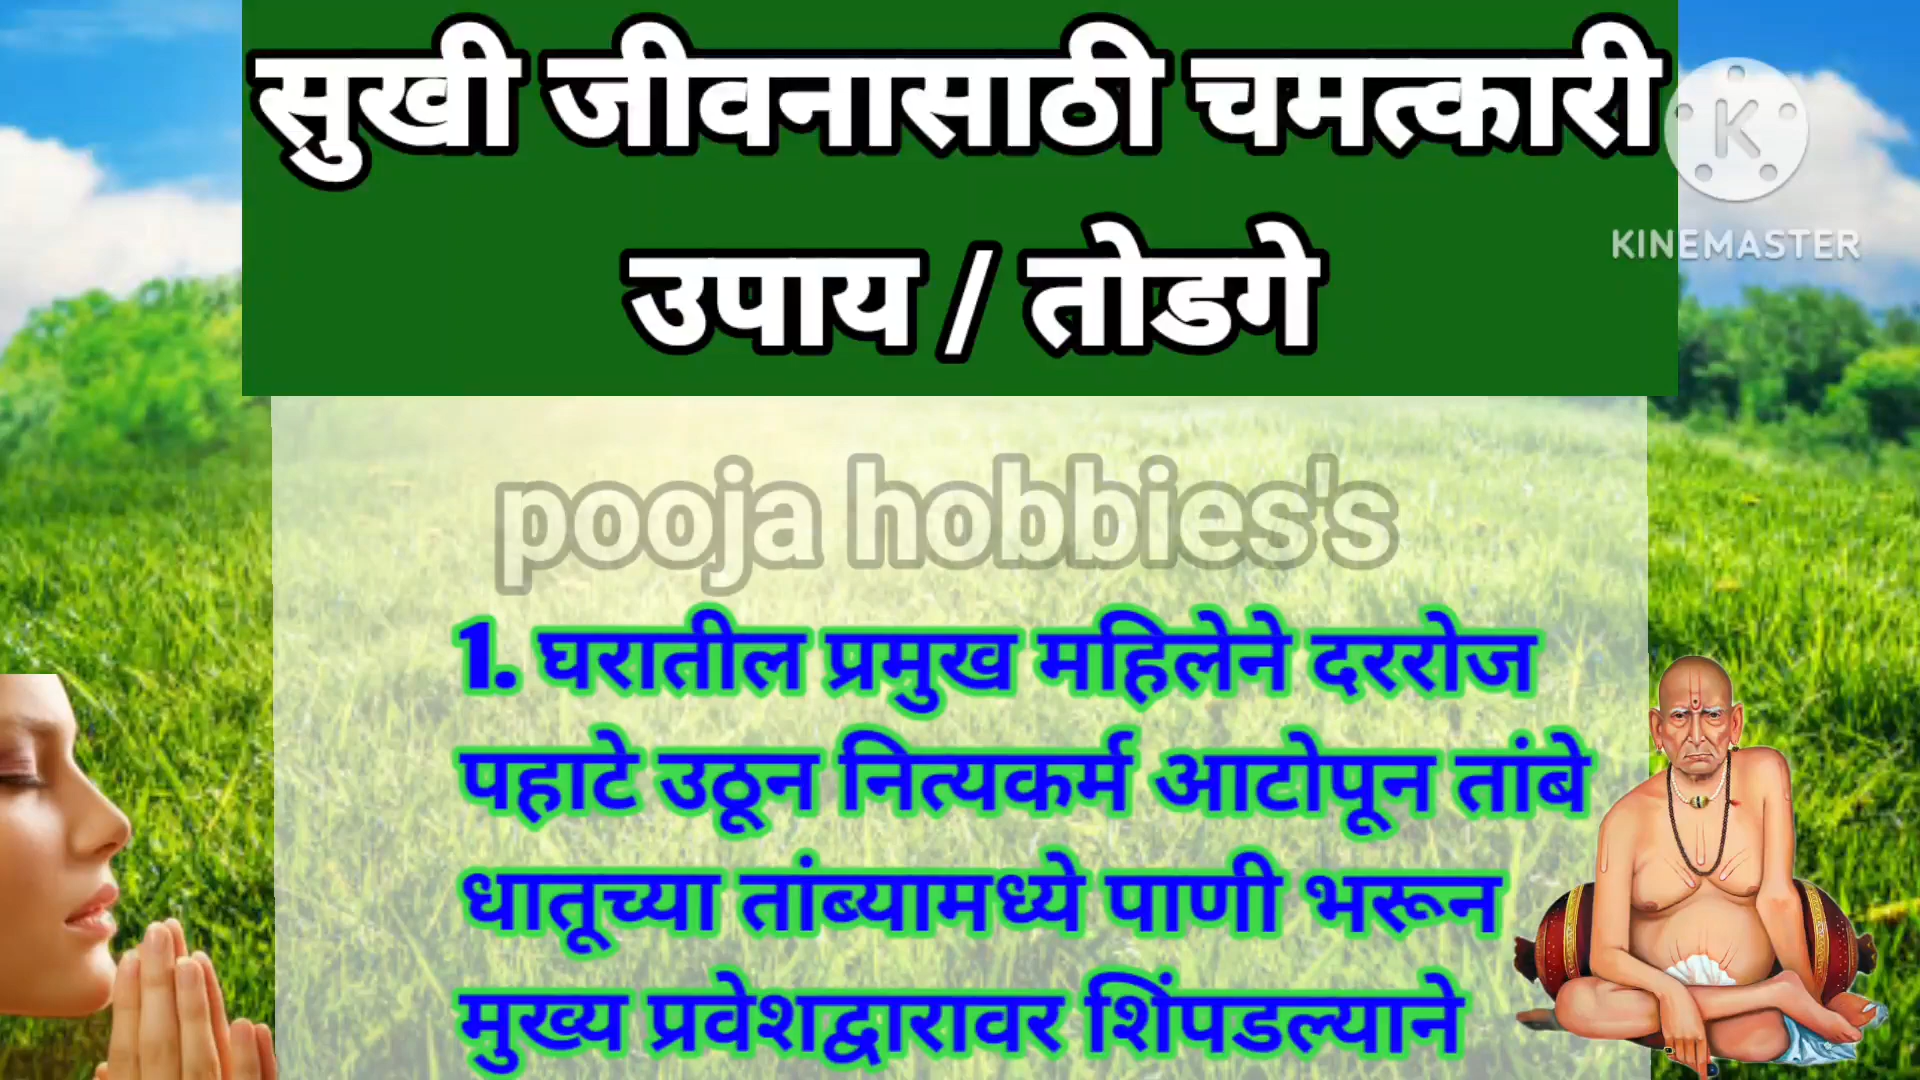 सुखी जीवनासाठी चमत्कारी
उपाय / तोडगे
K
KINEMASTER
pooja hobbies's
1. घरातील प्रमुख महिलेने दररोज
पहाटे उठून नित्यकर्म आटोपून तांबे
धातूच्या तांब्यामध्ये पाणी भरून
मुख्य प्रवेशद्वारावर शिंपडल्याने